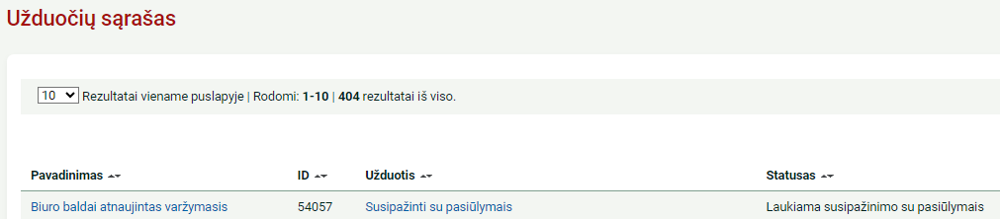 Užduočių sąrašas
10 Rezultatai viename puslapyje | Rodomi: 1-10 | 404 rezultatai iš viso.
Pavadinimas ID Užduotis Statusas
Biuro baldai atnaujintas varžymasis 54057 Susipažinti su pasiūlymais Laukiama susipažinimo su pasiūlymais